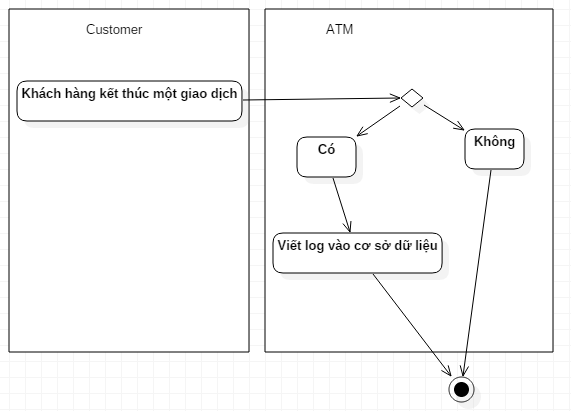 Customer
ATM
Khách hàng kết thúc một giao dịch
Có
Không
Viết log vào cơ sở dữ liệu